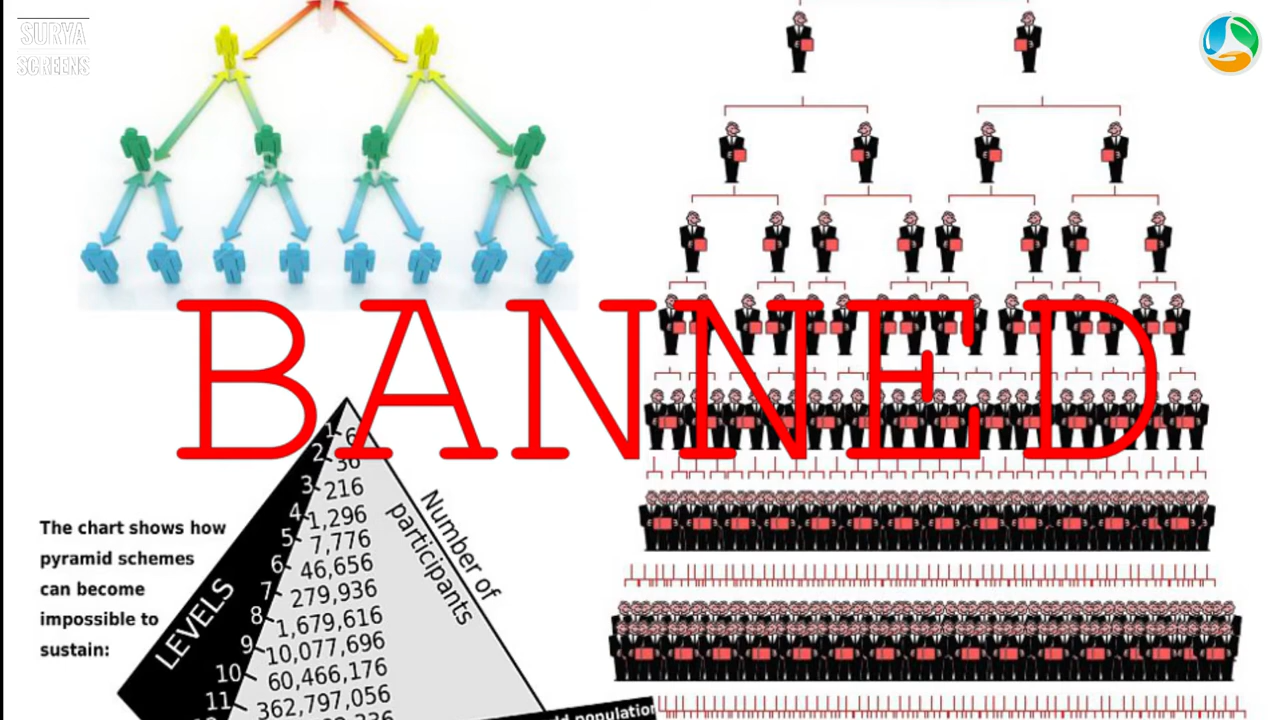 SURYA
SCREENS
BANNED
The chart shows how
pyramid schemes
can become
impossible to
sustain:
LEVELS
Number of
participants
1 6
2 36
3 216
4 1,296
5 7,776
6 46,656
7 279,936
8 1,679,616
9 10,077,696
10 60,466,176
11 362,797,056
population